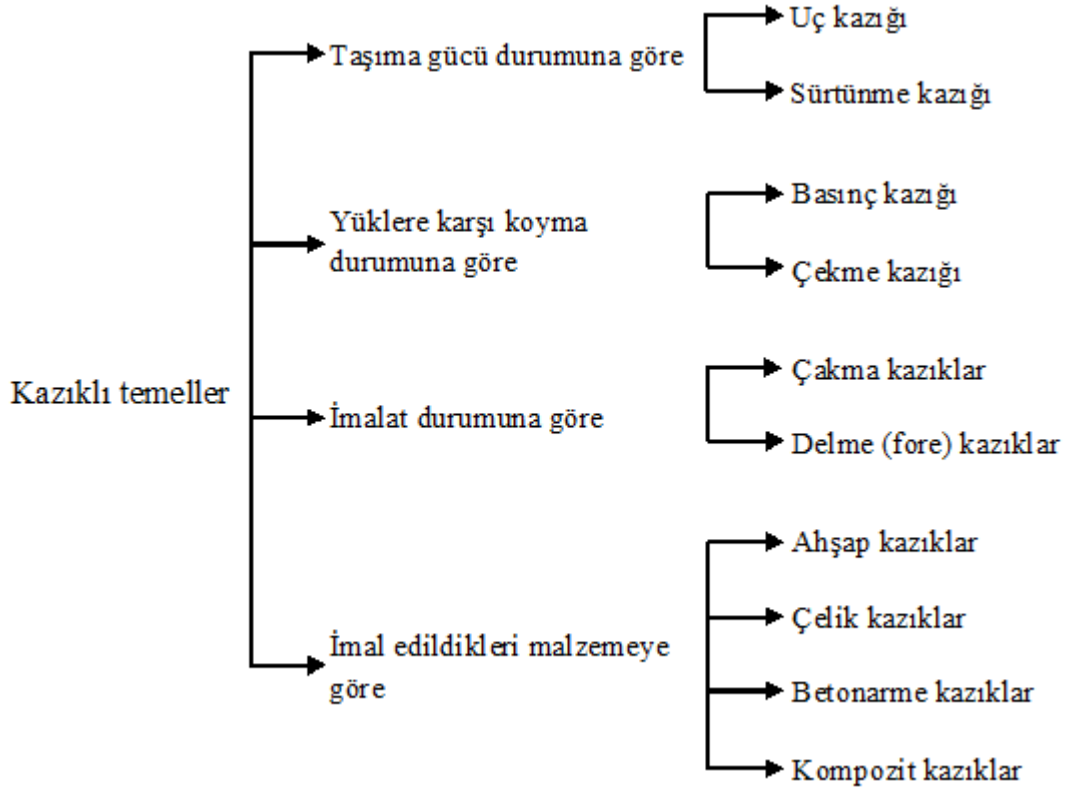 Kazıklı temeller
Taşıma gücü durumuna göre
Uç kazığı
Sürtünme kazığı
Yüklere karşı koyma
durumuna göre
Basınç kazığı
Çekme kazığı
İmalat durumuna göre
Çakma kazıklar
Delme (fore) kazıklar
İmal edildikleri malzemeye
göre
Ahşap kazıklar
Çelik kazıklar
Betonarme kazıklar
Kompozit kazıklar